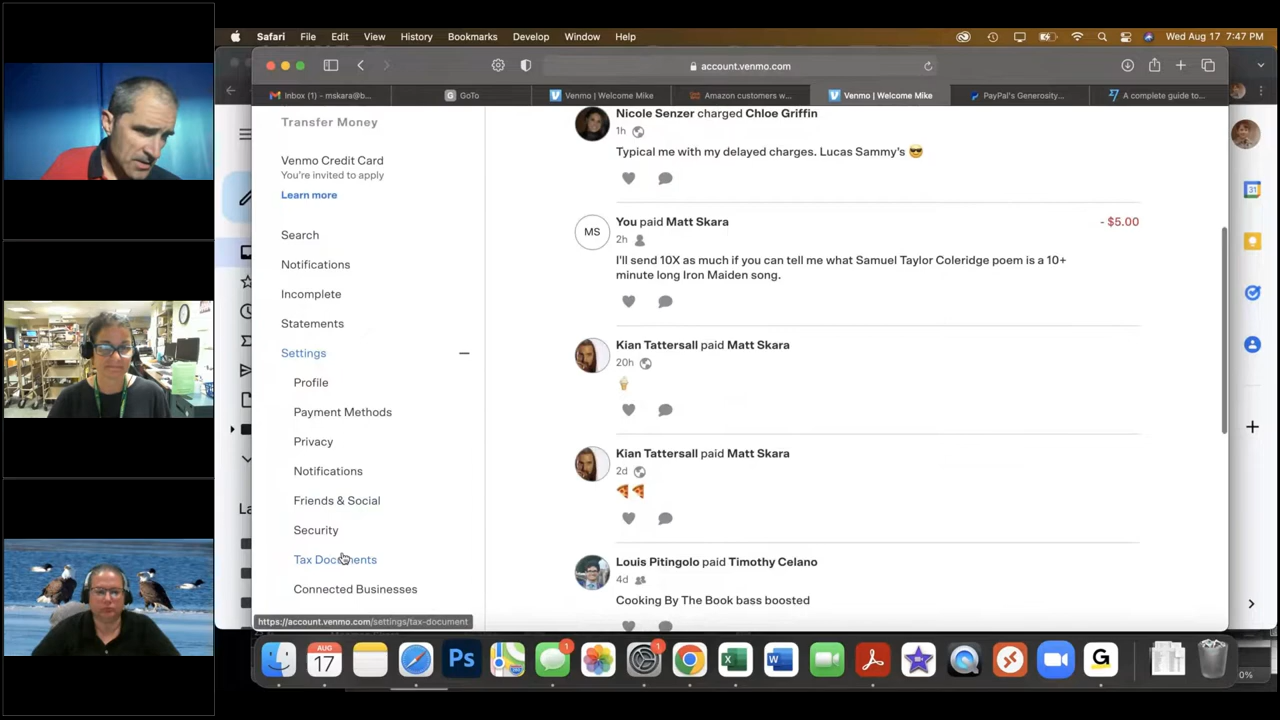 Safari File Edit View History Bookmarks Develop Window Help
Wed Aug 17 7:47 PM
account.venmo.com
Inbox (1) – mskara@b...
G GoTo
Venmo | Welcome Mike
Amazon customers w...
Venmo | Welcome Mike
PayPal's Generosity...
A complete guide to...
Transfer Money
Venmo Credit Card
You're invited to apply
Learn more
Search
Notifications
Incomplete
Statements
Settings
Profile
Payment Methods
Privacy
Notifications
Friends & Social
Security
Tax Documents
Connected Businesses
https://account.venmo.com/settings/tax-document
Nicole Senzer charged Chloe Griffin
1h
Typical me with my delayed charges. Lucas Sammy's 😎
MS
You paid Matt Skara
- $5.00
2h
I'll send 10X as much if you can tell me what Samuel Taylor Coleridge poem is a 10+
minute long Iron Maiden song.
Kian Tattersall paid Matt Skara
20h
🍦
Kian Tattersall paid Matt Skara
2d
🍕🍕
Louis Pitingolo paid Timothy Celano
4d
Cooking By The Book bass boosted
31
La
AUG
17
Ps
1
1
X
W
G
0%